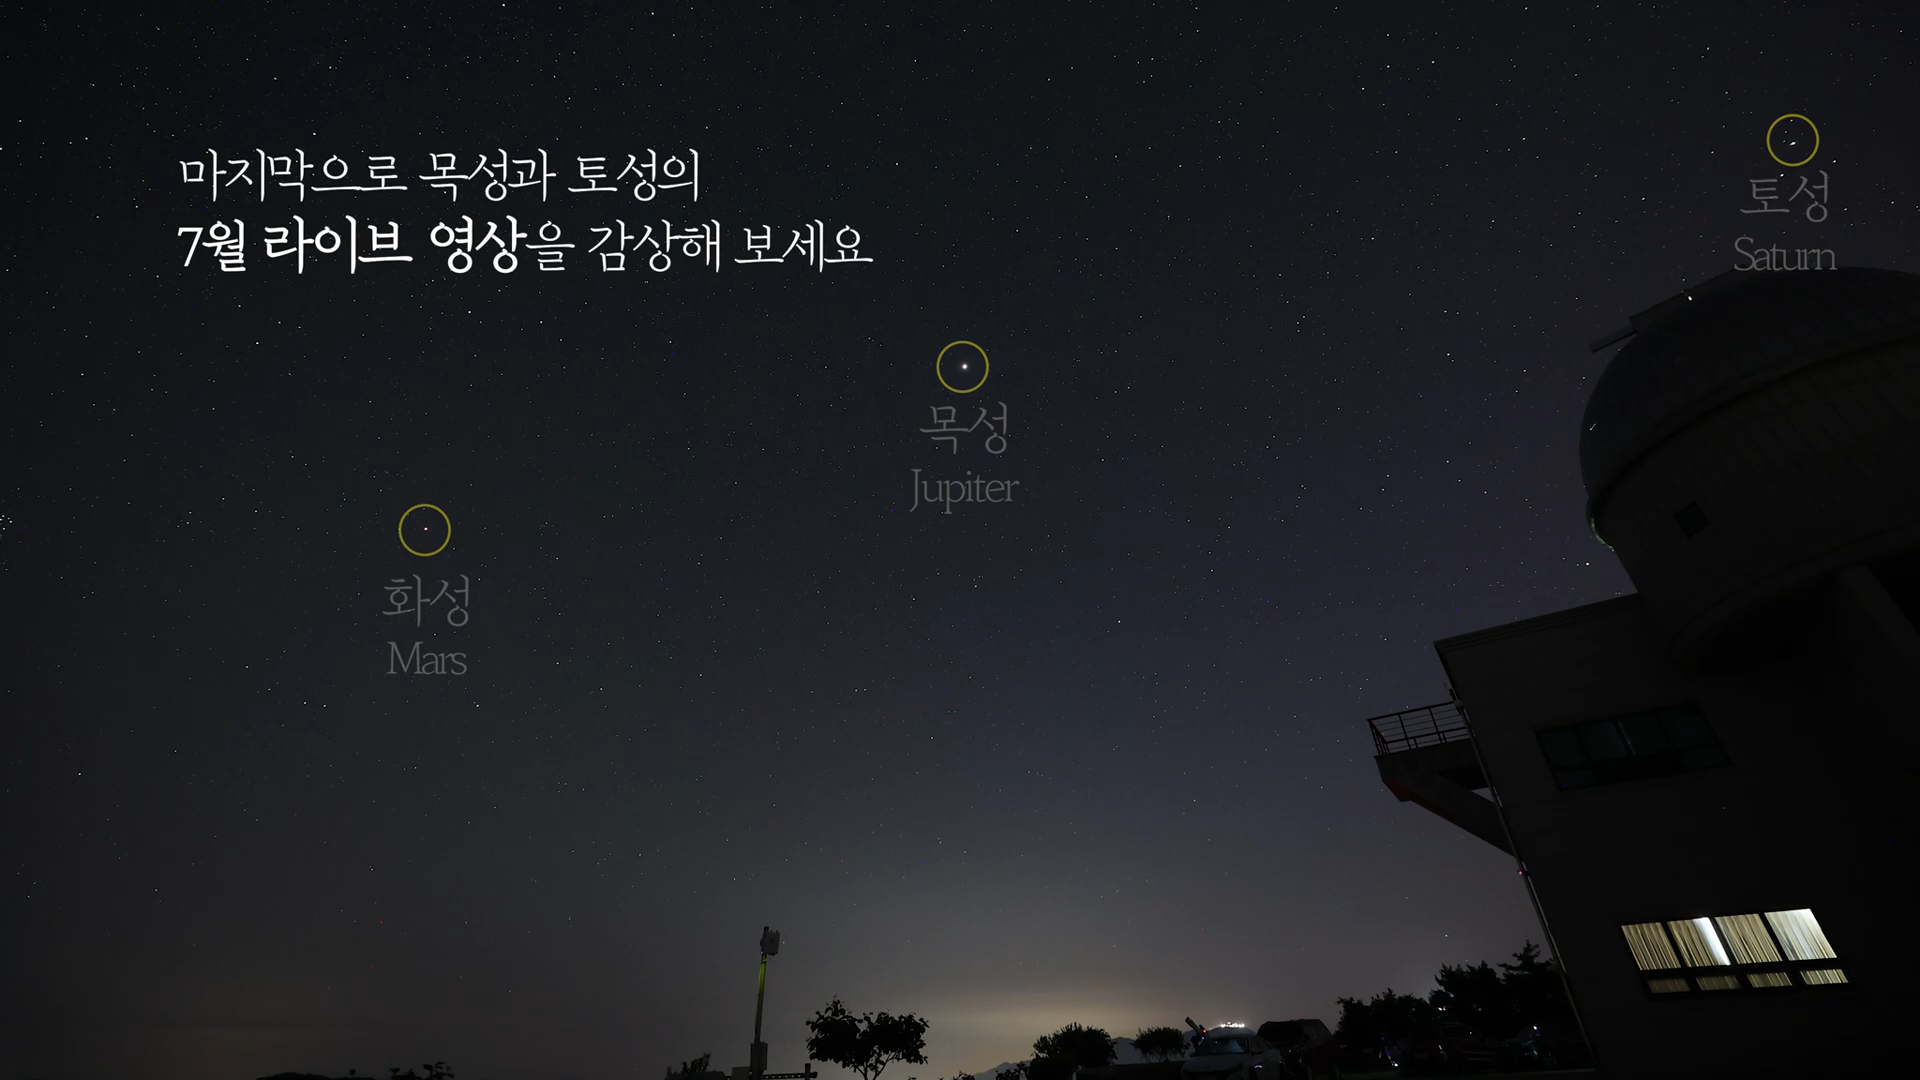 마지막으로 목성과 토성의
7월 라이브 영상을 감상해 보세요
토성
Saturn
목성
Jupiter
화성
Mars